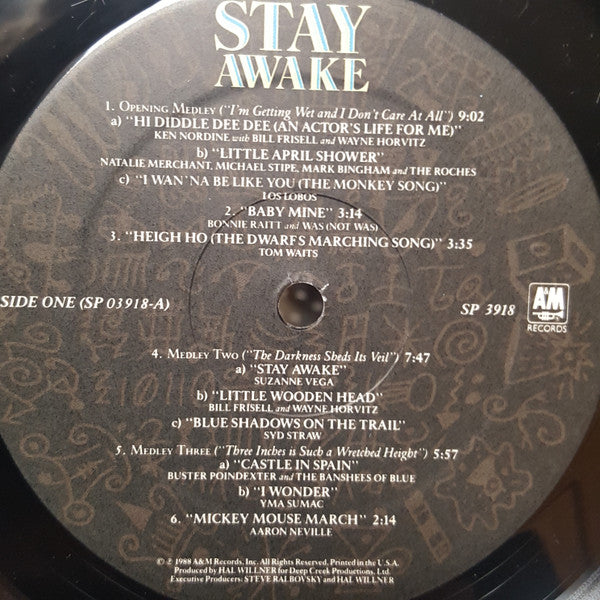 STAY
AWAKE
1. OPENING MEDLEY ("I'm Getting Wet and I Don't Care At All") 9:02
a) "HI DIDDLE DEE DEE (AN ACTOR'S LIFE FOR ME)"
KEN NORDINE with BILL FRISELL and WAYNE HORVITZ
b) "LITTLE APRIL SHOWER"
NATALIE MERCHANT, MICHAEL STIPE, MARK BINGHAM and THE ROCHES
c) "I WAN'NA BE LIKE YOU (THE MONKEY SONG)"
LOS LOBOS
2. "BABY MINE" 3:14
BONNIE RAITT and WAS (NOT WAS)
3. "HEIGH HO (THE DWARFS MARCHING SONG)" 3:35
TOM WAITS
SIDE ONE (SP 03918-A)
SP 3918
A&M
RECORDS
4. MEDLEY TWO ("The Darkness Sheds Its Veil") 7:47
a) "STAY AWAKE"
SUZANNE VEGA
b) "LITTLE WOODEN HEAD"
BILL FRISELL and WAYNE HORVITZ
c) "BLUE SHADOWS ON THE TRAIL"
SYD STRAW
5. MEDLEY THREE ("Three Inches is Such a Wretched Height") 5:57
a) "CASTLE IN SPAIN"
BUSTER POINDEXTER and THE BANSHEES OF BLUE
b) "I WONDER"
YMA SUMAC
6. "MICKEY MOUSE MARCH" 2:14
AARON NEVILLE
© ℗ 1988 A&M Records, Inc. All Rights Reserved. Printed in the U.S.A.
Produced by HAL WILLNER for Deep Creek Productions, Ltd.
Executive Producers: STEVE RALBOVSKY and HAL WILLNER